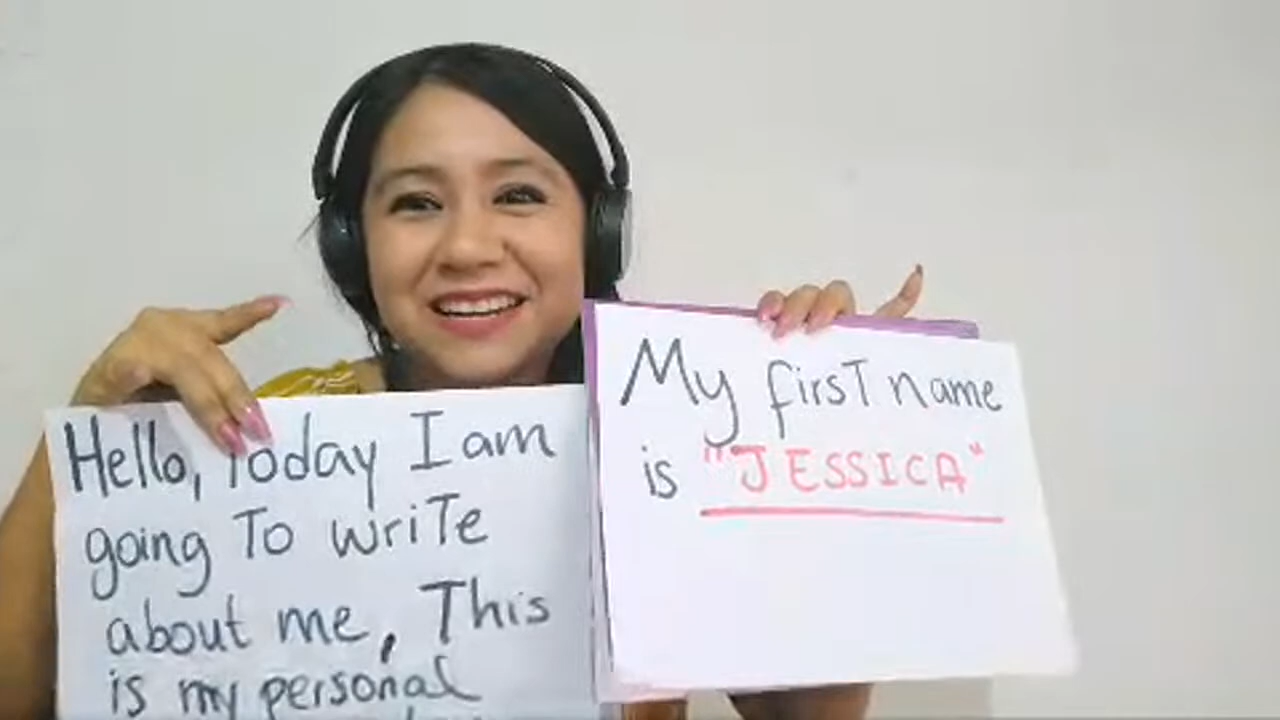 Hello, Today I am
going To wriTe
about me, This
is my personal
My firsT name
is "JESSICA"